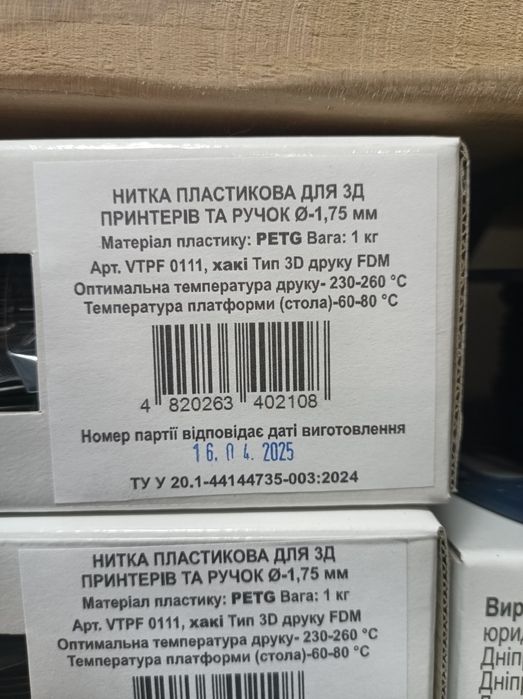 НИТКА ПЛАСТИКОВА ДЛЯ 3Д
ПРИНТЕРІВ ТА РУЧОК Ø-1,75 мм
Матеріал пластику: PETG Вага: 1 кг
Арт. VTPF 0111, хакі Тип 3D друку FDM
Оптимальна температура друку- 230-260 °C
Температура платформи (стола)-60-80 °C
4 820263 402108
Номер партії відповідає даті виготовлення
16.04.2025
ТУ У 20.1-44144735-003:2024
НИТКА ПЛАСТИКОВА ДЛЯ 3Д
ПРИНТЕРІВ ТА РУЧОК Ø-1,75 мм
Матеріал пластику: PETG Вага: 1 кг
Арт. VTPF 0111, хакі Тип 3D друку FDM
Оптимальна температура друку- 230-260 °C
Температура платформи (стола)-60-80 °C
Вир
юрид
Дніп
Дніп